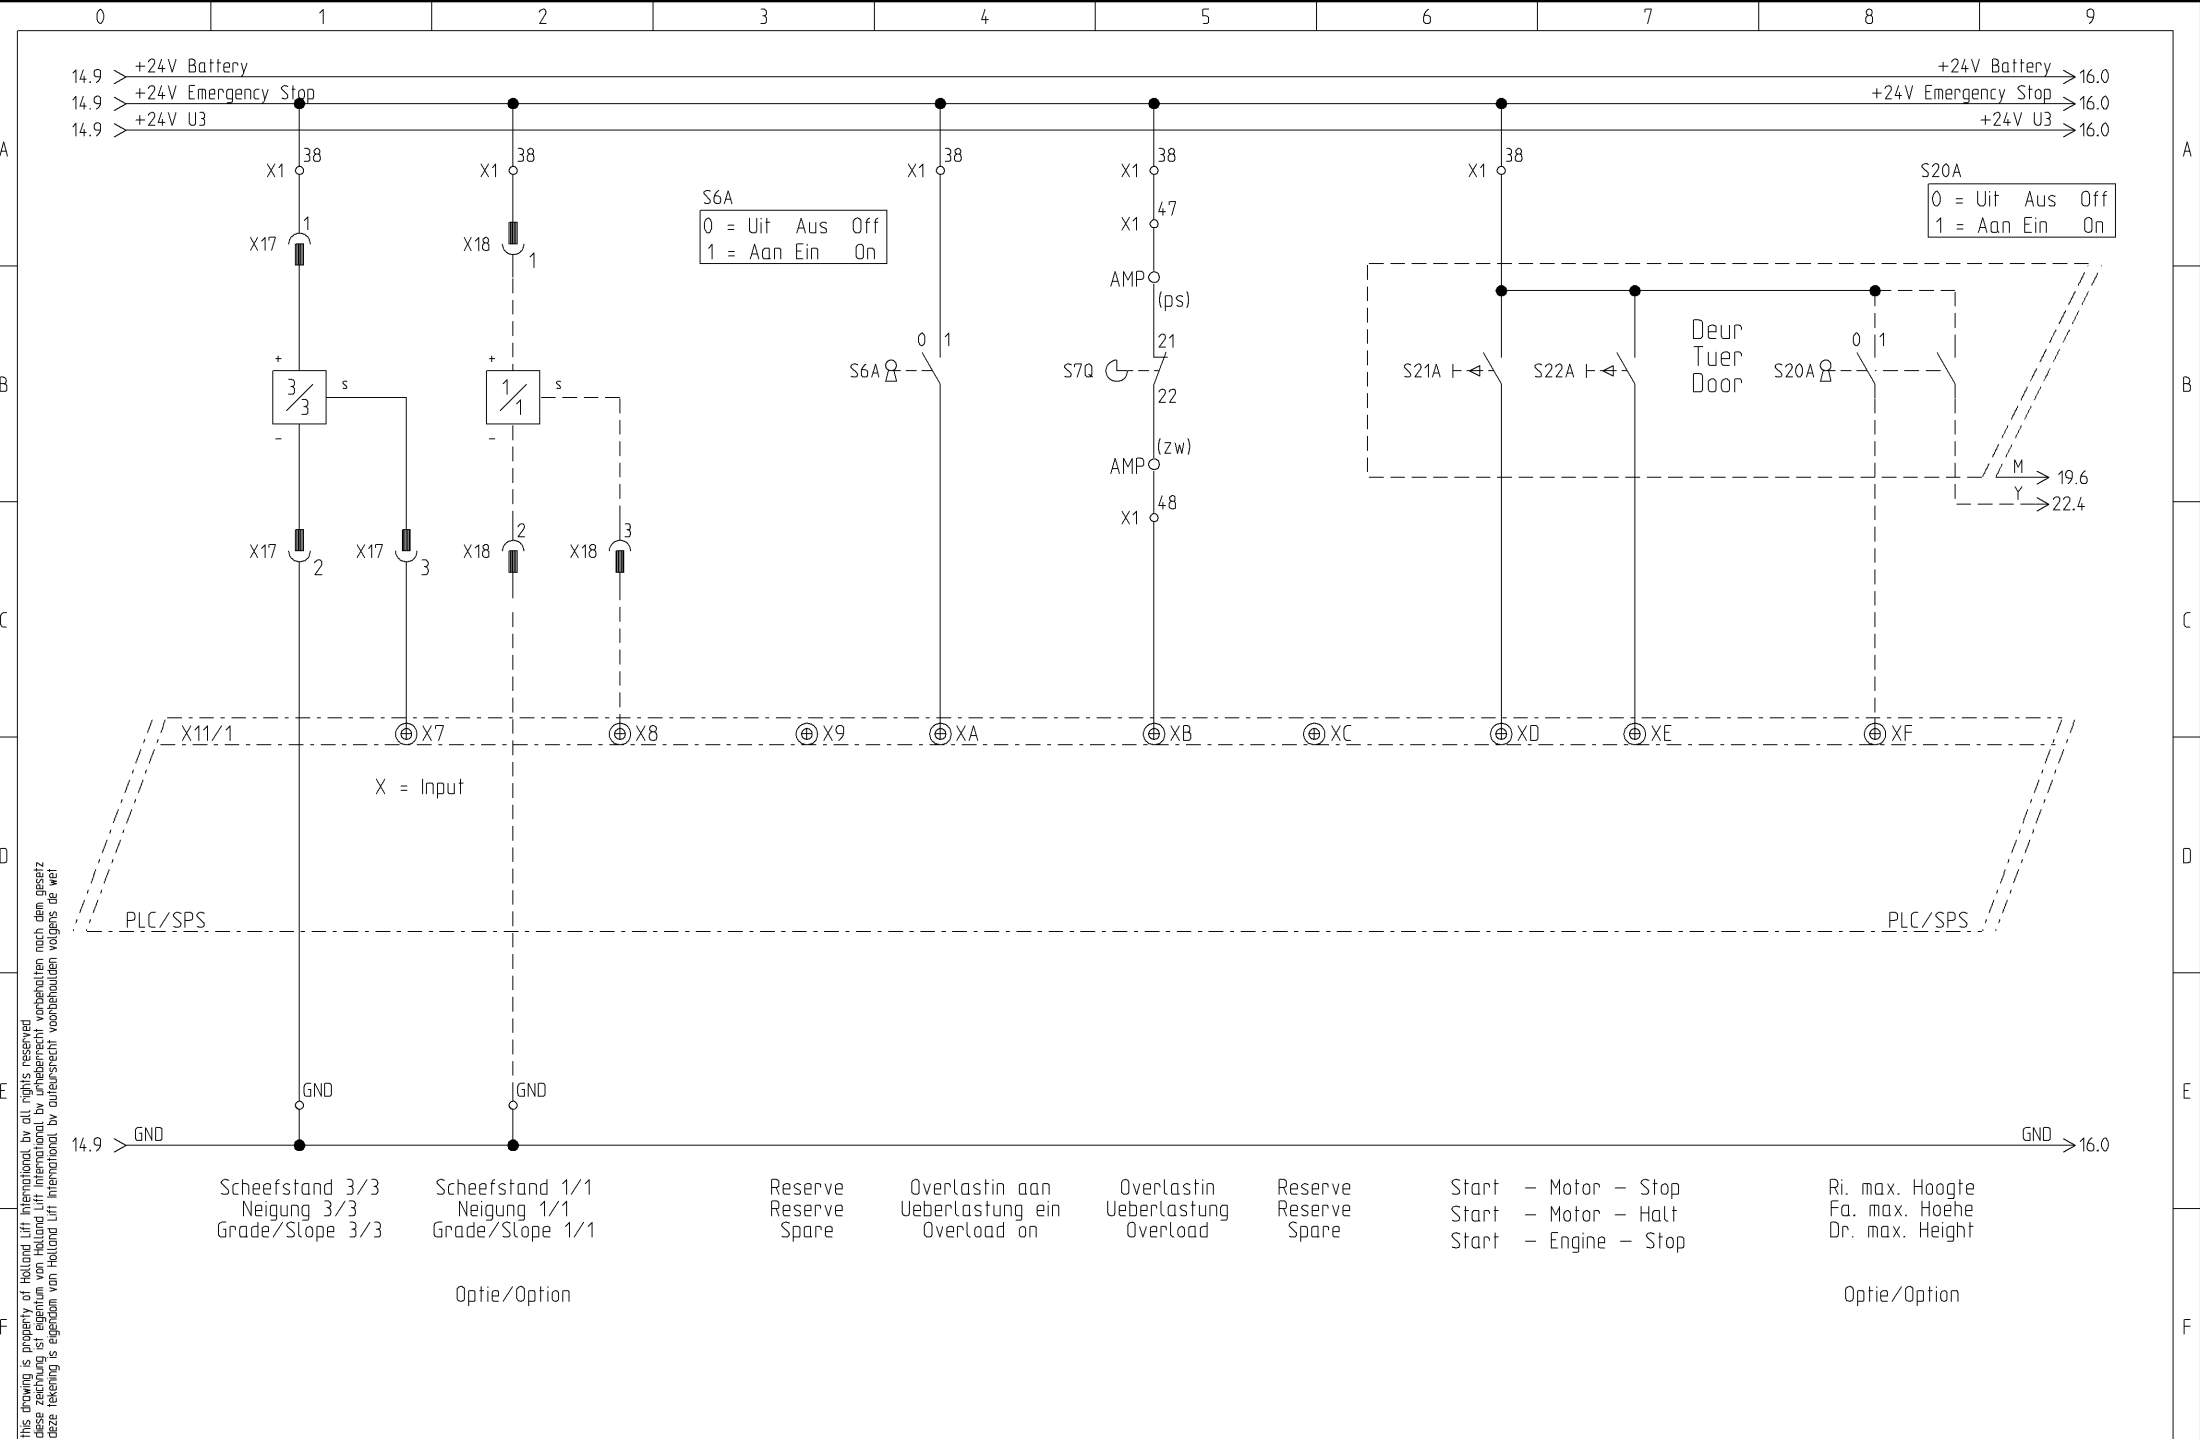 0 1 2 3 4 5 6 7 8 9
14.9 +24V Battery +24V Battery 16.0
14.9 +24V Emergency Stop +24V Emergency Stop 16.0
14.9 +24V U3 +24V U3 16.0
A A
38 38 38 38 38
X1 X1 X1 X1 X1
S6A
0 = Uit Aus Off
1 = Aan Ein On
S20A
0 = Uit Aus Off
1 = Aan Ein On
1
X17
X18
1
47
X1
AMP
(ps)
B B
+
3/3
s
-
+
1/1
s
-
0 1
S6A
21
S7Q
22
(zw)
AMP
48
X1
Deur
Tuer
Door
S21A
S22A
0 1
S20A
M
19.6
Y
22.4
X17 2
X17 3
X18 2
X18 3
C C
X11/1 X7 X8 X9 XA XB XC XD XE XF
X = Input
D D
PLC/SPS PLC/SPS
E E
GND GND
14.9 GND GND 16.0
Scheefstand 3/3
Neigung 3/3
Grade/Slope 3/3
Scheefstand 1/1
Neigung 1/1
Grade/Slope 1/1
Optie/Option
Reserve
Reserve
Spare
Overlastin aan
Ueberlastung ein
Overload on
Overlastin
Ueberlastung
Overload
Reserve
Reserve
Spare
Start - Motor - Stop
Start - Motor - Halt
Start - Engine - Stop
Ri. max. Hoogte
Fa. max. Hoehe
Dr. max. Height
Optie/Option
F F
this drawing is property of Holland Lift International bv all rights reserved
diese zeichnung ist eigentum von Holland Lift International bv urheberrecht vorbehalten nach dem gesetz
deze tekening is eigendom van Holland Lift International bv auteursrecht voorbehoulden volgens de wet